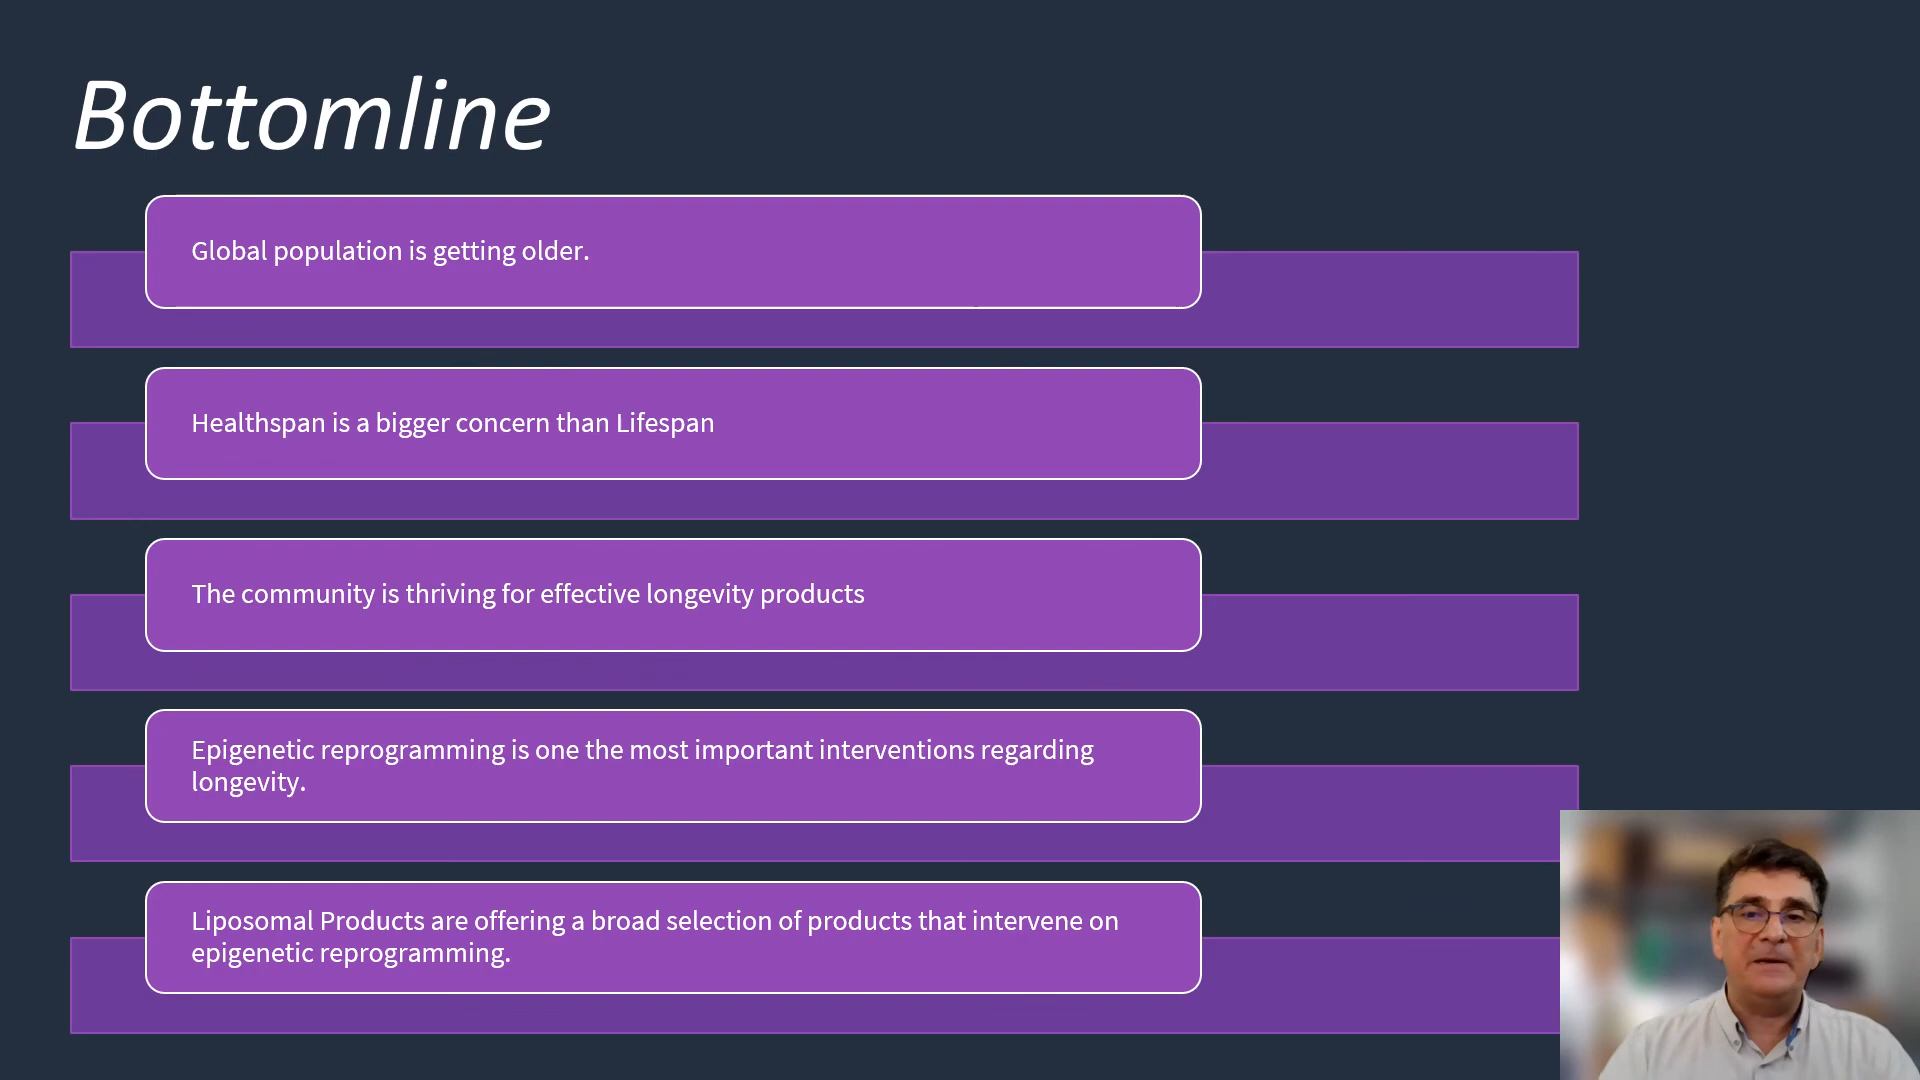 Bottomline
Global population is getting older.
Healthspan is a bigger concern than Lifespan
The community is thriving for effective longevity products
Epigenetic reprogramming is one the most important interventions regarding
longevity.
Liposomal Products are offering a broad selection of products that intervene on
epigenetic reprogramming.